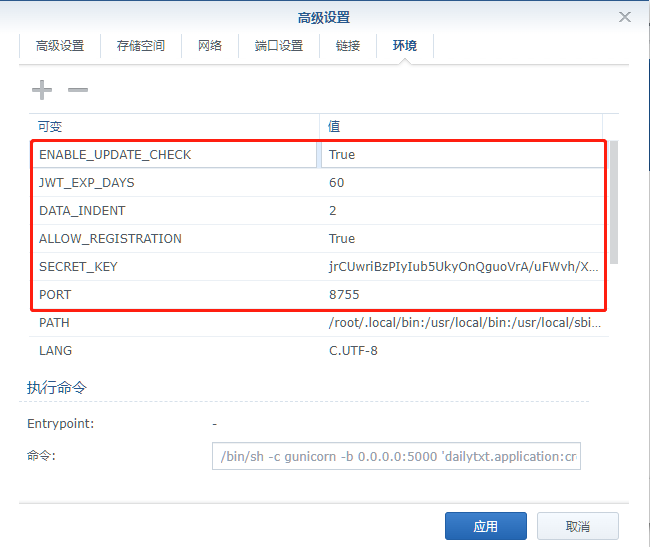 高级设置
高级设置 存储空间 网络 端口设置 链接 环境
可变 值
ENABLE_UPDATE_CHECK True
JWT_EXP_DAYS 60
DATA_INDENT 2
ALLOW_REGISTRATION True
SECRET_KEY jrCUwriBzPIyIub5UkyOnQguoVrA/uFWvh/X...
PORT 8755
PATH /root/.local/bin:/usr/local/bin:/usr/local/sbi...
LANG C.UTF-8
执行命令
Entrypoint: -
命令: /bin/sh -c gunicorn -b 0.0.0.0:5000 'dailytxt.application:cr
应用 取消